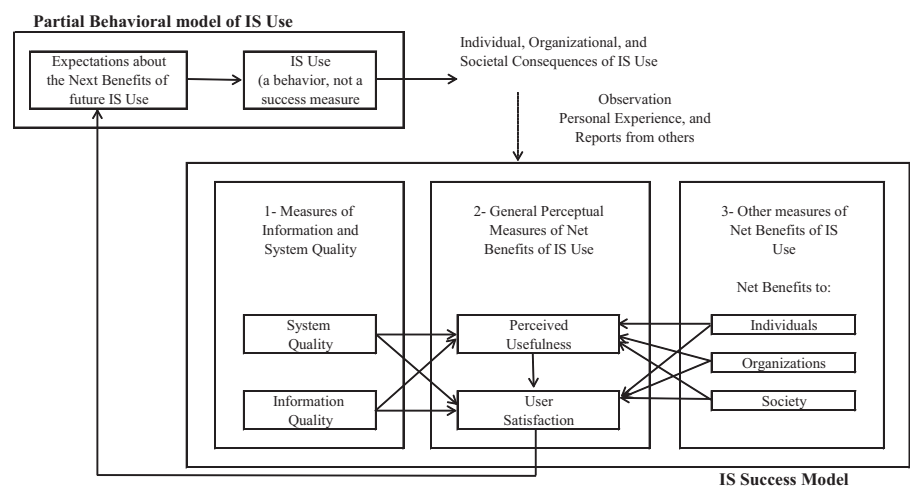 Partial Behavioral model of IS Use
Expectations about
the Next Benefits of
future IS Use
IS Use
(a behavior, not a
success measure
Individual, Organizational, and
Societal Consequences of IS Use
Observation
Personal Experience, and
Reports from others
1- Measures of
Information and
System Quality
2- General Perceptual
Measures of Net
Benefits of IS Use
3- Other measures of
Net Benefits of IS
Use
Net Benefits to:
System
Quality
Information
Quality
Perceived
Usefulness
User
Satisfaction
Individuals
Organizations
Society
IS Success Model